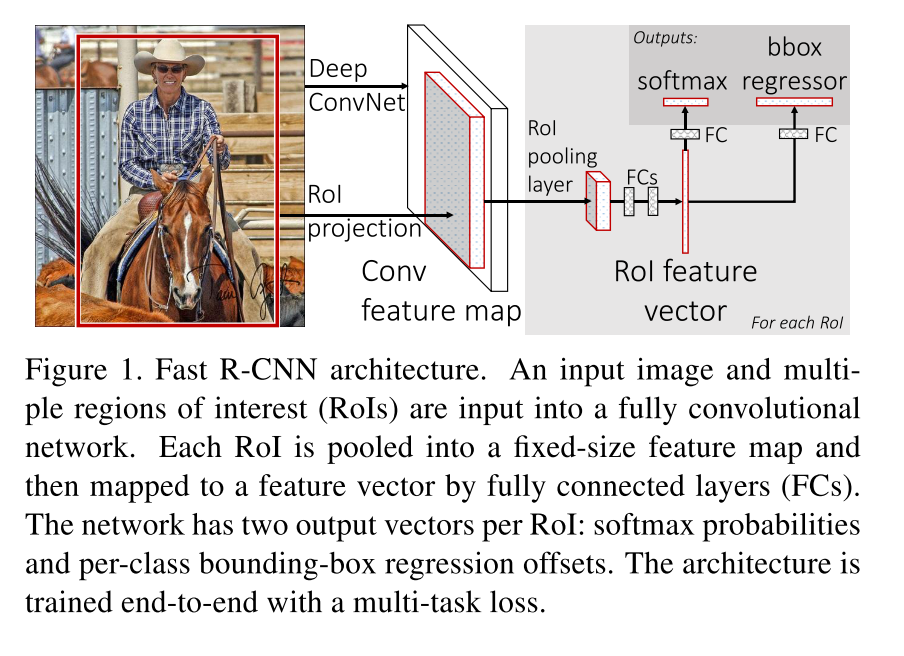 Outputs:
bbox
softmax regressor
Deep
ConvNet
RoI
pooling
layer
FC
FC
FCs
RoI
projection
Conv
feature map
RoI feature
vector
For each RoI
Figure 1. Fast R-CNN architecture. An input image and multi-
ple regions of interest (RoIs) are input into a fully convolutional
network. Each RoI is pooled into a fixed-size feature map and
then mapped to a feature vector by fully connected layers (FCs).
The network has two output vectors per RoI: softmax probabilities
and per-class bounding-box regression offsets. The architecture is
trained end-to-end with a multi-task loss.